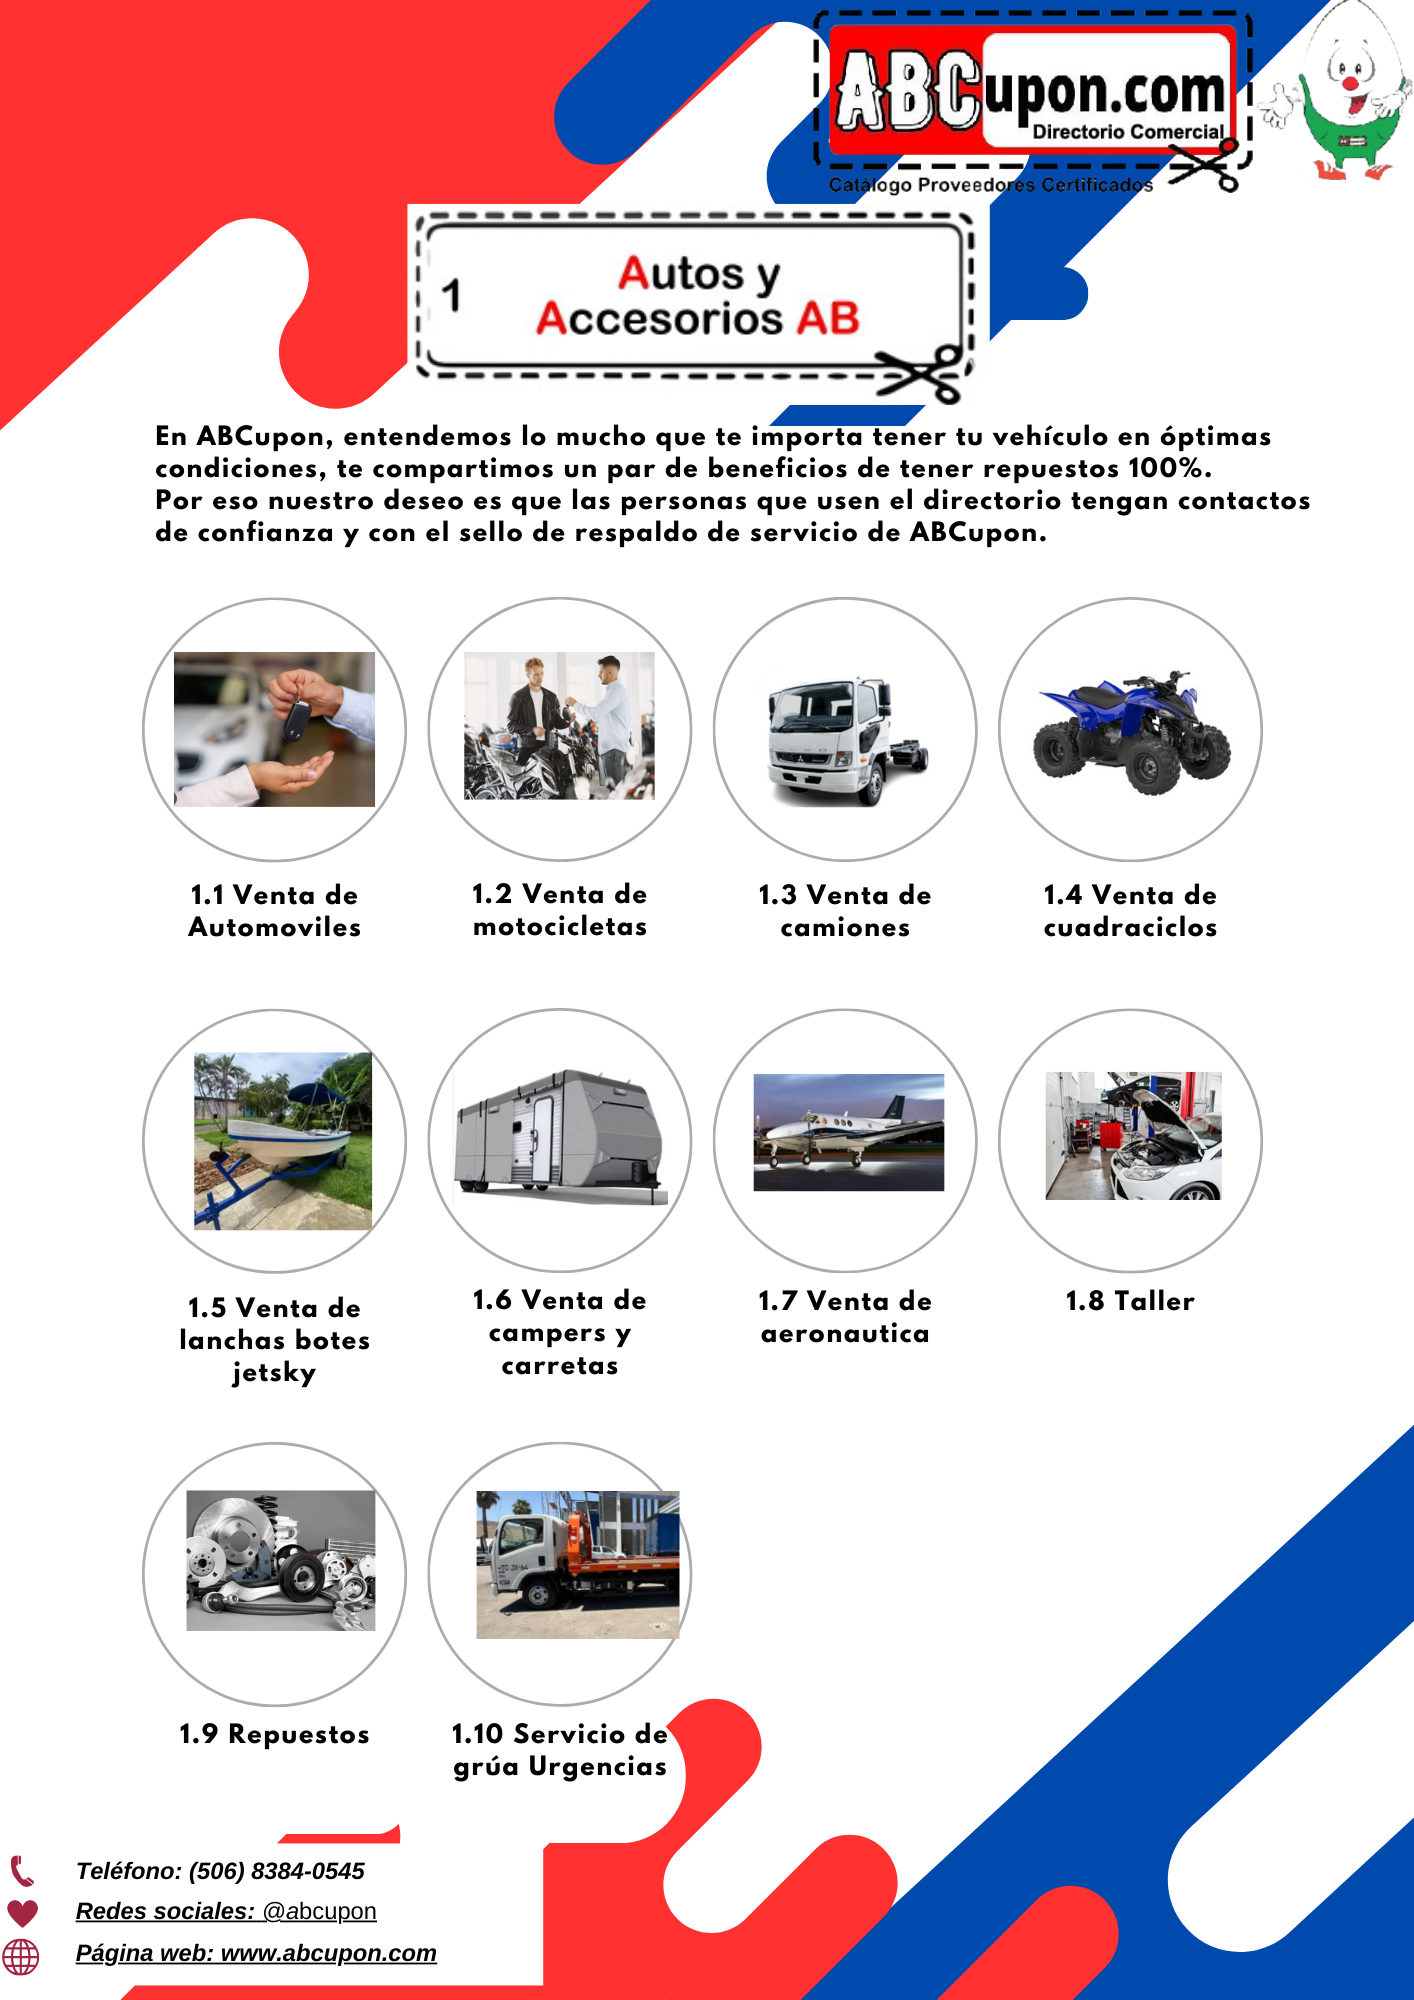 ABCupon.com
Directorio Comercial
Catálogo Proveedores Certificados
1
Autos y
Accesorios AB
En ABCupon, entendemos lo mucho que te importa tener tu vehículo en óptimas
condiciones, te compartimos un par de beneficios de tener repuestos 100%.
Por eso nuestro deseo es que las personas que usen el directorio tengan contactos
de confianza y con el sello de respaldo de servicio de ABCupon.
1.1 Venta de
Automoviles
1.2 Venta de
motocicletas
1.3 Venta de
camiones
1.4 Venta de
cuadraciclos
1.5 Venta de
lanchas botes
jetsky
1.6 Venta de
campers y
carretas
1.7 Venta de
aeronautica
1.8 Taller
1.9 Repuestos
1.10 Servicio de
grúa Urgencias
Teléfono: (506) 8384-0545
Redes sociales: @abcupon
Página web: www.abcupon.com